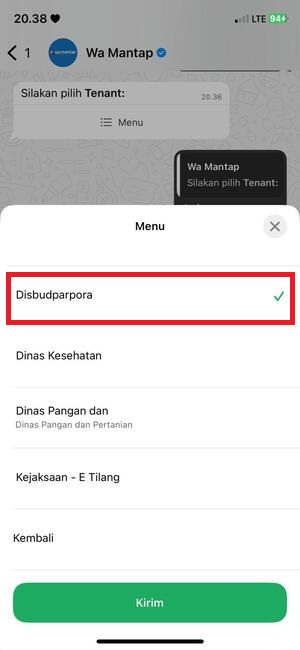 20.38
LTE 94
1 Wa Mantap
Silakan pilih Tenant:
20.36
Menu
Wa Mantap
Silakan pilih Tenant:
Menu
Disbudparpora
Dinas Kesehatan
Dinas Pangan dan
Dinas Pangan dan Pertanian
Kejaksaan - E Tilang
Kembali
Kirim